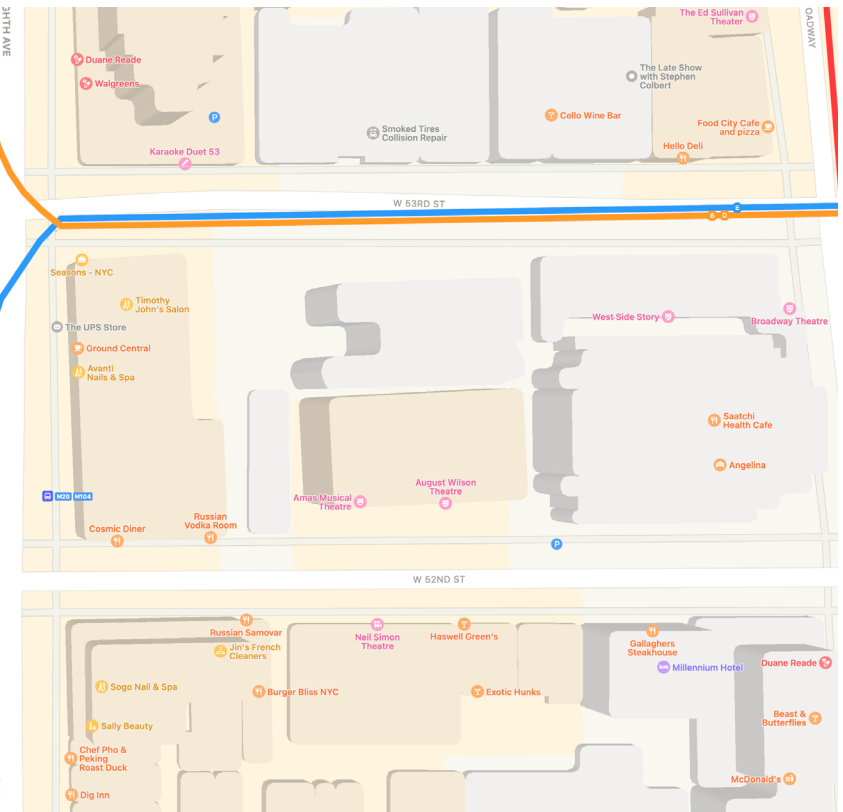 GHTH AVE
The Ed Sullivan
Theater
OADWAY
Duane Reade
Walgreens
The Late Show
with Stephen
Colbert
P
Cello Wine Bar
Smoked Tires
Collision Repair
Food City Cafe
and pizza
Hello Deli
Karaoke Duet 53
W 53RD ST
E
B D
Seasons - NYC
Timothy
John's Salon
The UPS Store
West Side Story
Broadway Theatre
Ground Central
Avanti
Nails & Spa
Saatchi
Health Cafe
Angelina
August Wilson
Theatre
M20 M104
Amas Musical
Theatre
Russian
Vodka Room
Cosmic Diner
P
W 52ND ST
Russian Samovar
Neil Simon
Theatre
Haswell Green's
Gallaghers
Steakhouse
Jin's French
Cleaners
Millennium Hotel
Duane Reade
Sogo Nail & Spa
Burger Bliss NYC
Exotic Hunks
Sally Beauty
Beast &
Butterflies
Chef Pho &
Peking
Roast Duck
McDonald's
Dig Inn